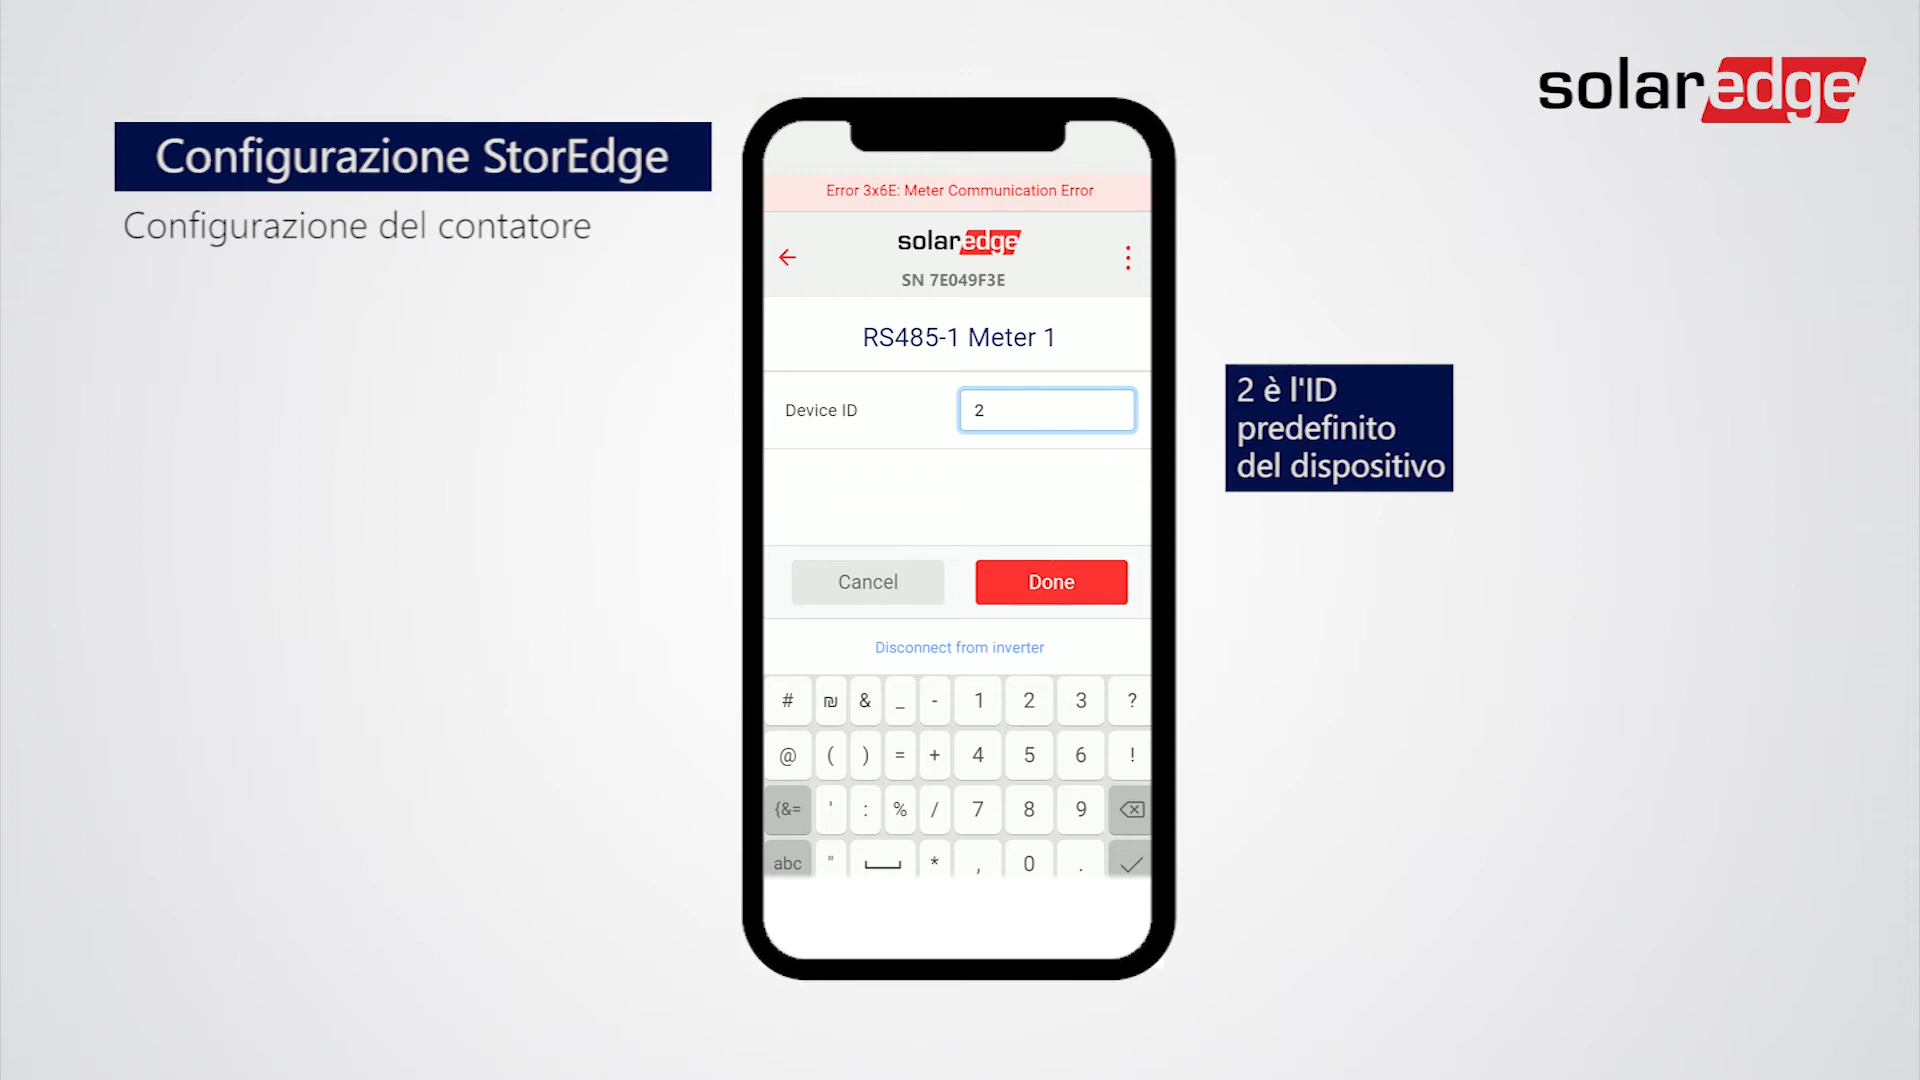 solaredge
Configurazione StorEdge
Configurazione del contatore
Error 3x6E: Meter Communication Error
solaredge
SN 7E049F3E
RS485-1 Meter 1
Device ID
2
2 è l'ID
predefinito
del dispositivo
Cancel
Done
Disconnect from inverter
# ₪ & _ - 1 2 3 ?
@ ( ) = + 4 5 6 !
{&= ' : % / 7 8 9
abc " * , 0 .